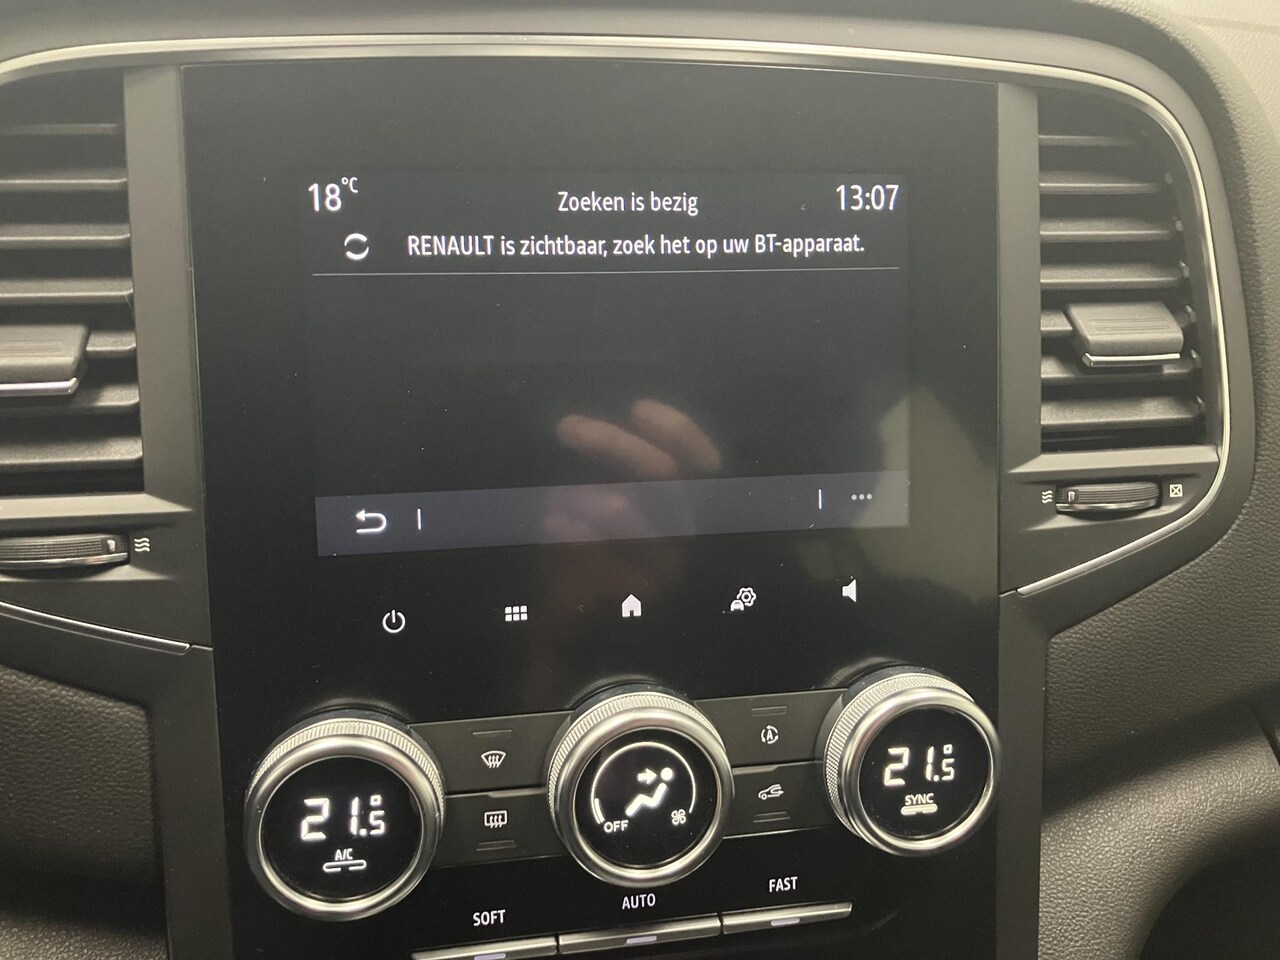 18°C
Zoeken is bezig
13:07
RENAULT is zichtbaar, zoek het op uw BT-apparaat.
21.5°
A/C
OFF
A
21.5°
SYNC
SOFT
AUTO
FAST